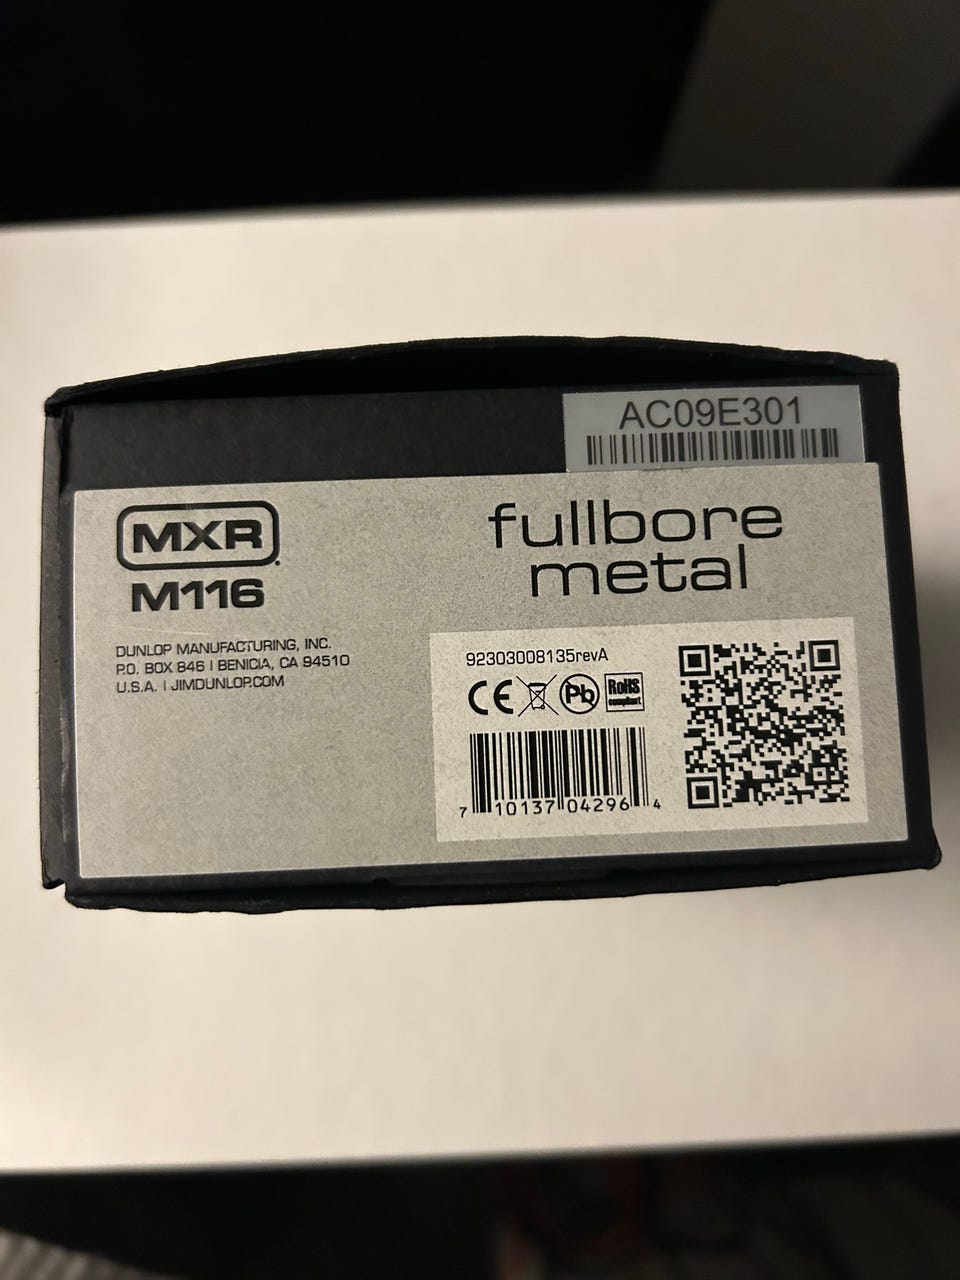 AC09E301
MXR.
M116
fullbore
metal
DUNLOP MANUFACTURING, INC.
P.O. BOX 846 | BENICIA, CA 94510
U.S.A. | JIMDUNLOP.COM
92303008135revA
CE Pb RoHS
compliant
7 10137 04296 4